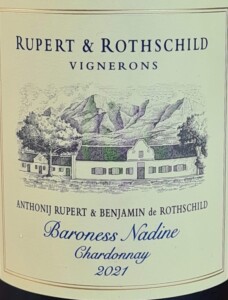 RUPERT & ROTHSCHILD
VIGNERONS
ANTHONIJ RUPERT & BENJAMIN de ROTHSCHILD
Baroness Nadine
Chardonnay
2021